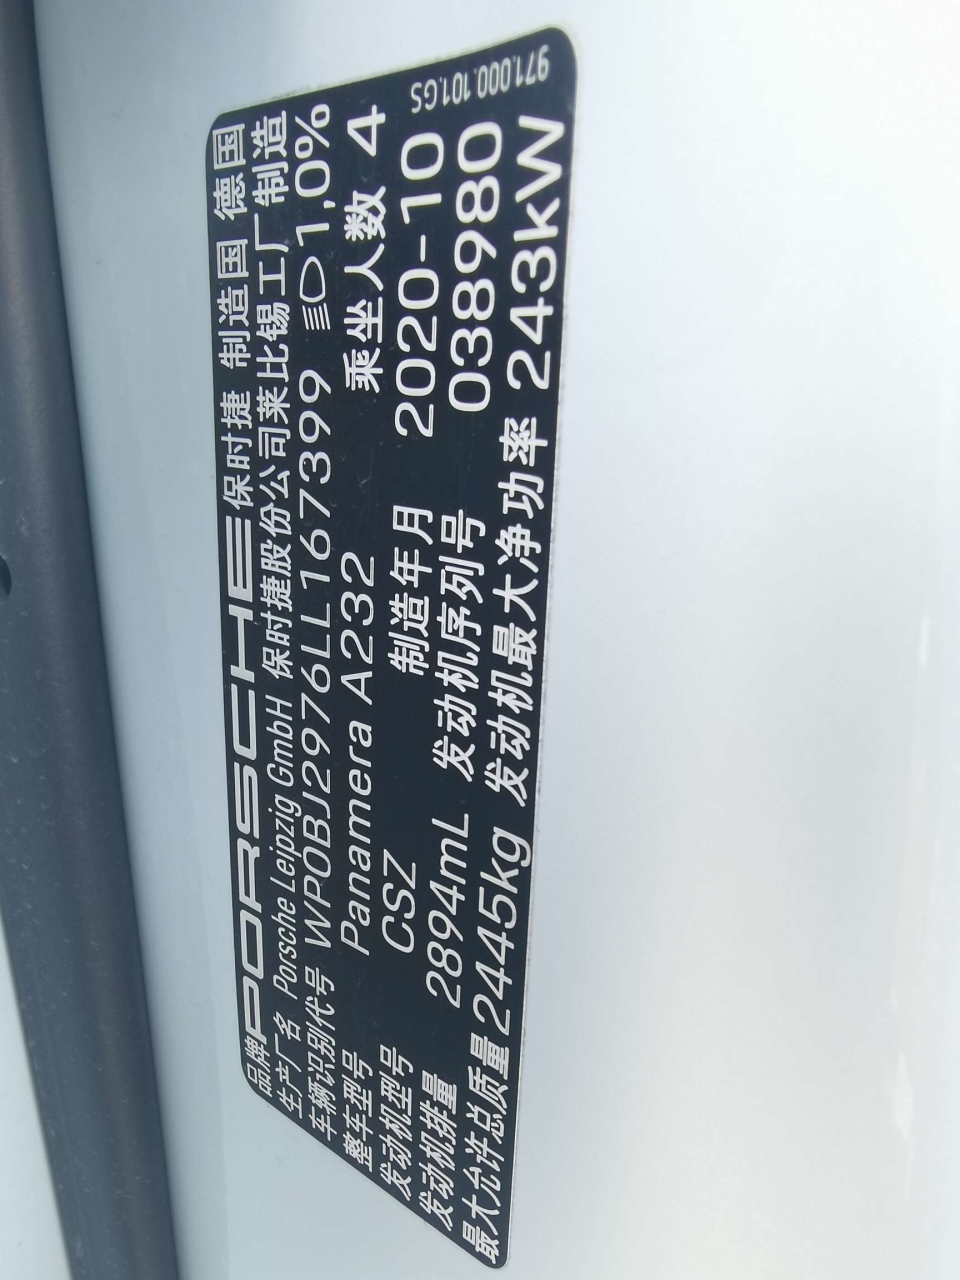 品牌 PORSCHE 保时捷 制造国 德国
生产厂名 Porsche Leipzig GmbH 保时捷股份公司莱比锡工厂制造
车辆识别代号 WP0BJ2976LL167399 1,0%
整车型号 Panamera A232 乘坐人数 4
发动机型号 CSZ 制造年月 2020-10
发动机排量 2894mL 发动机序列号 038980
最大允许总质量 2445kg 发动机最大净功率 243kW
971.000.101.GS